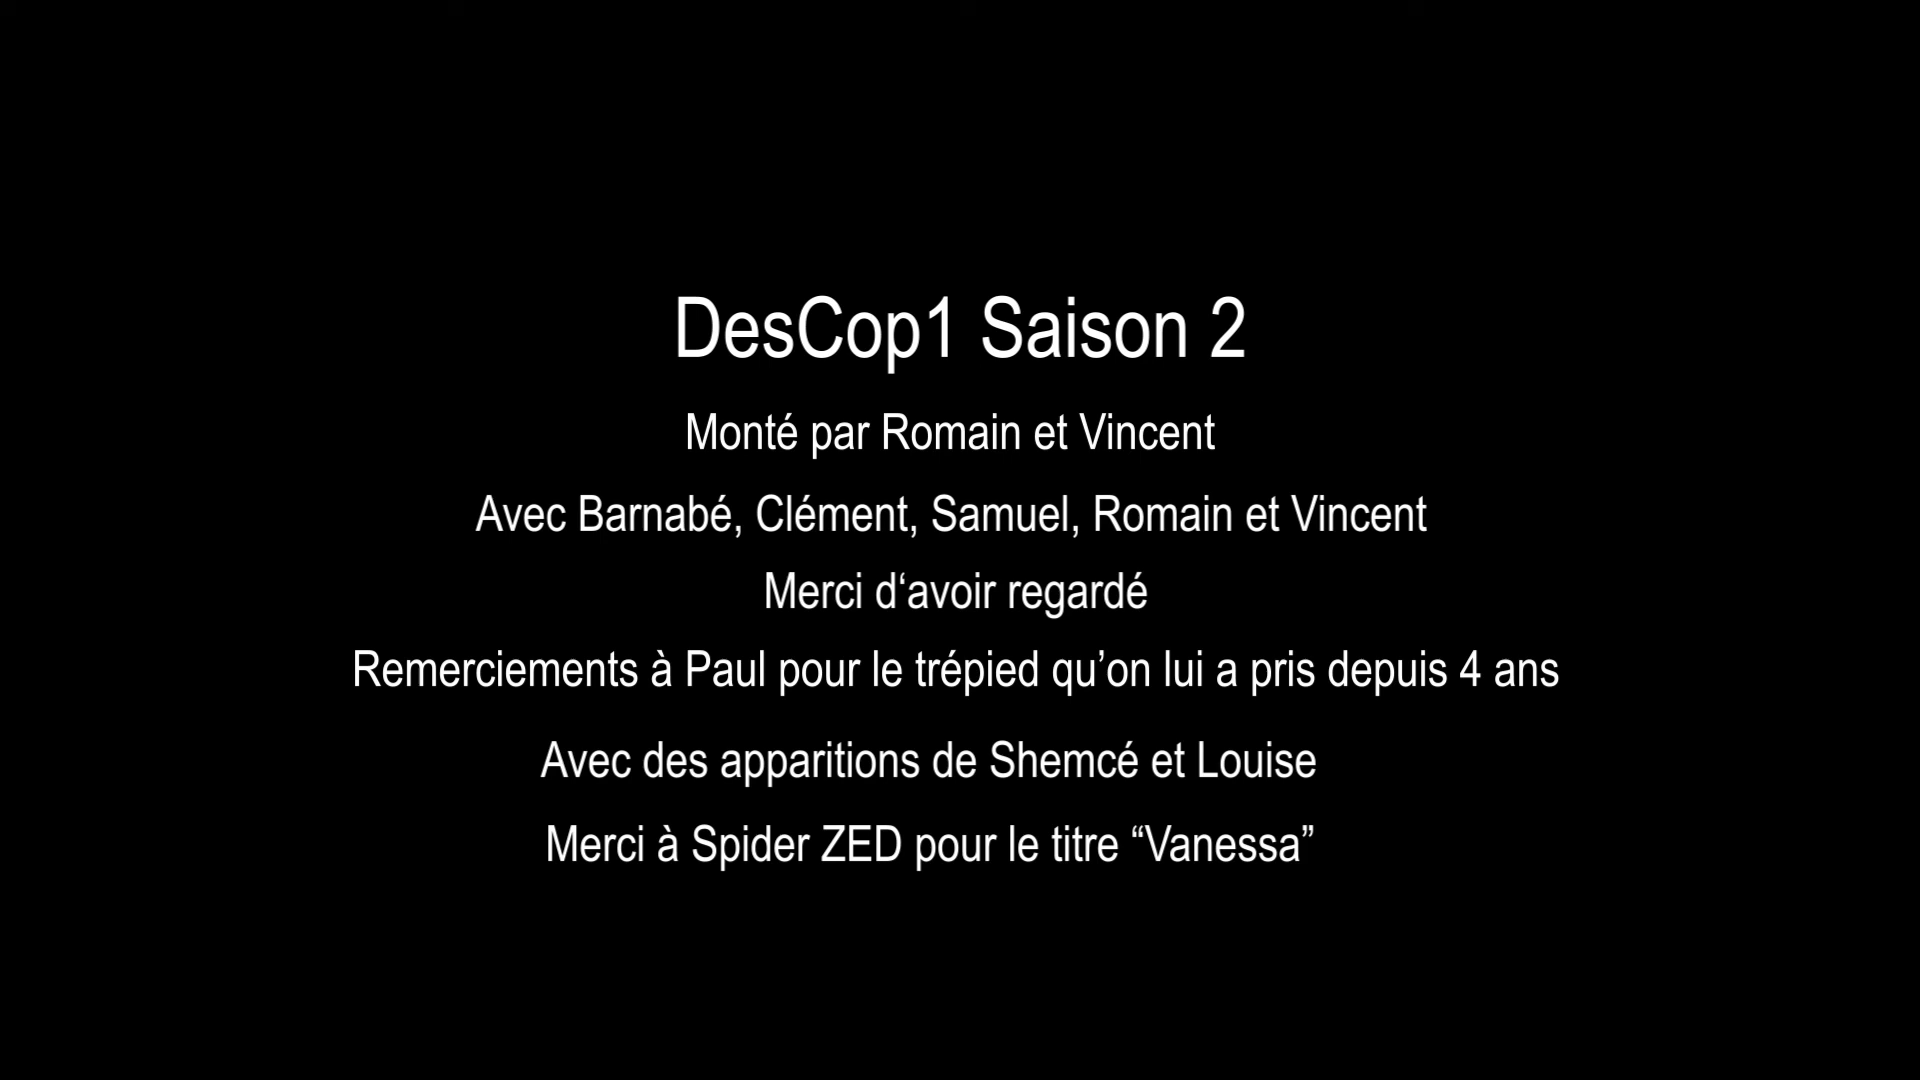 DesCop1 Saison 2
Monté par Romain et Vincent
Avec Barnabé, Clément, Samuel, Romain et Vincent
Merci d‘avoir regardé
Remerciements à Paul pour le trépied qu’on lui a pris depuis 4 ans
Avec des apparitions de Shemcé et Louise
Merci à Spider ZED pour le titre “Vanessa”